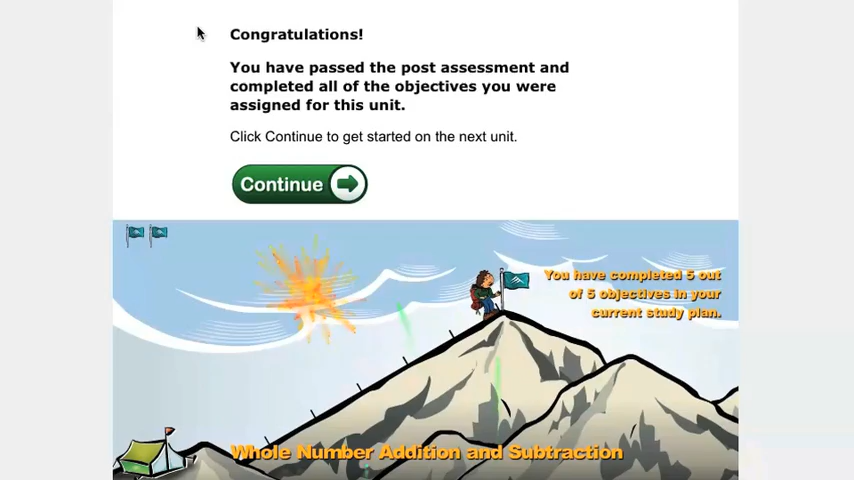 Congratulations!
You have passed the post assessment and
completed all of the objectives you were
assigned for this unit.
Click Continue to get started on the next unit.
Continue
You have completed 5 out
of 5 objectives in your
current study plan.
Whole Number Addition and Subtraction